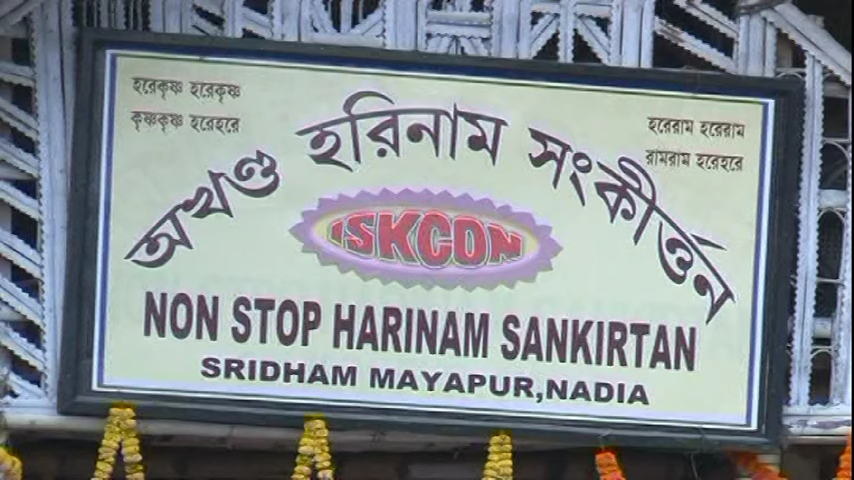 হরেকৃষ্ণ হরেকৃষ্ণ
কৃষ্ণকৃষ্ণ হরেহরে
হরেরাম হরেরাম
রামরাম হরেহরে
অখণ্ড হরিনাম সংকীর্ত্তন
ISKCON
NON STOP HARINAM SANKIRTAN
SRIDHAM MAYAPUR,NADIA